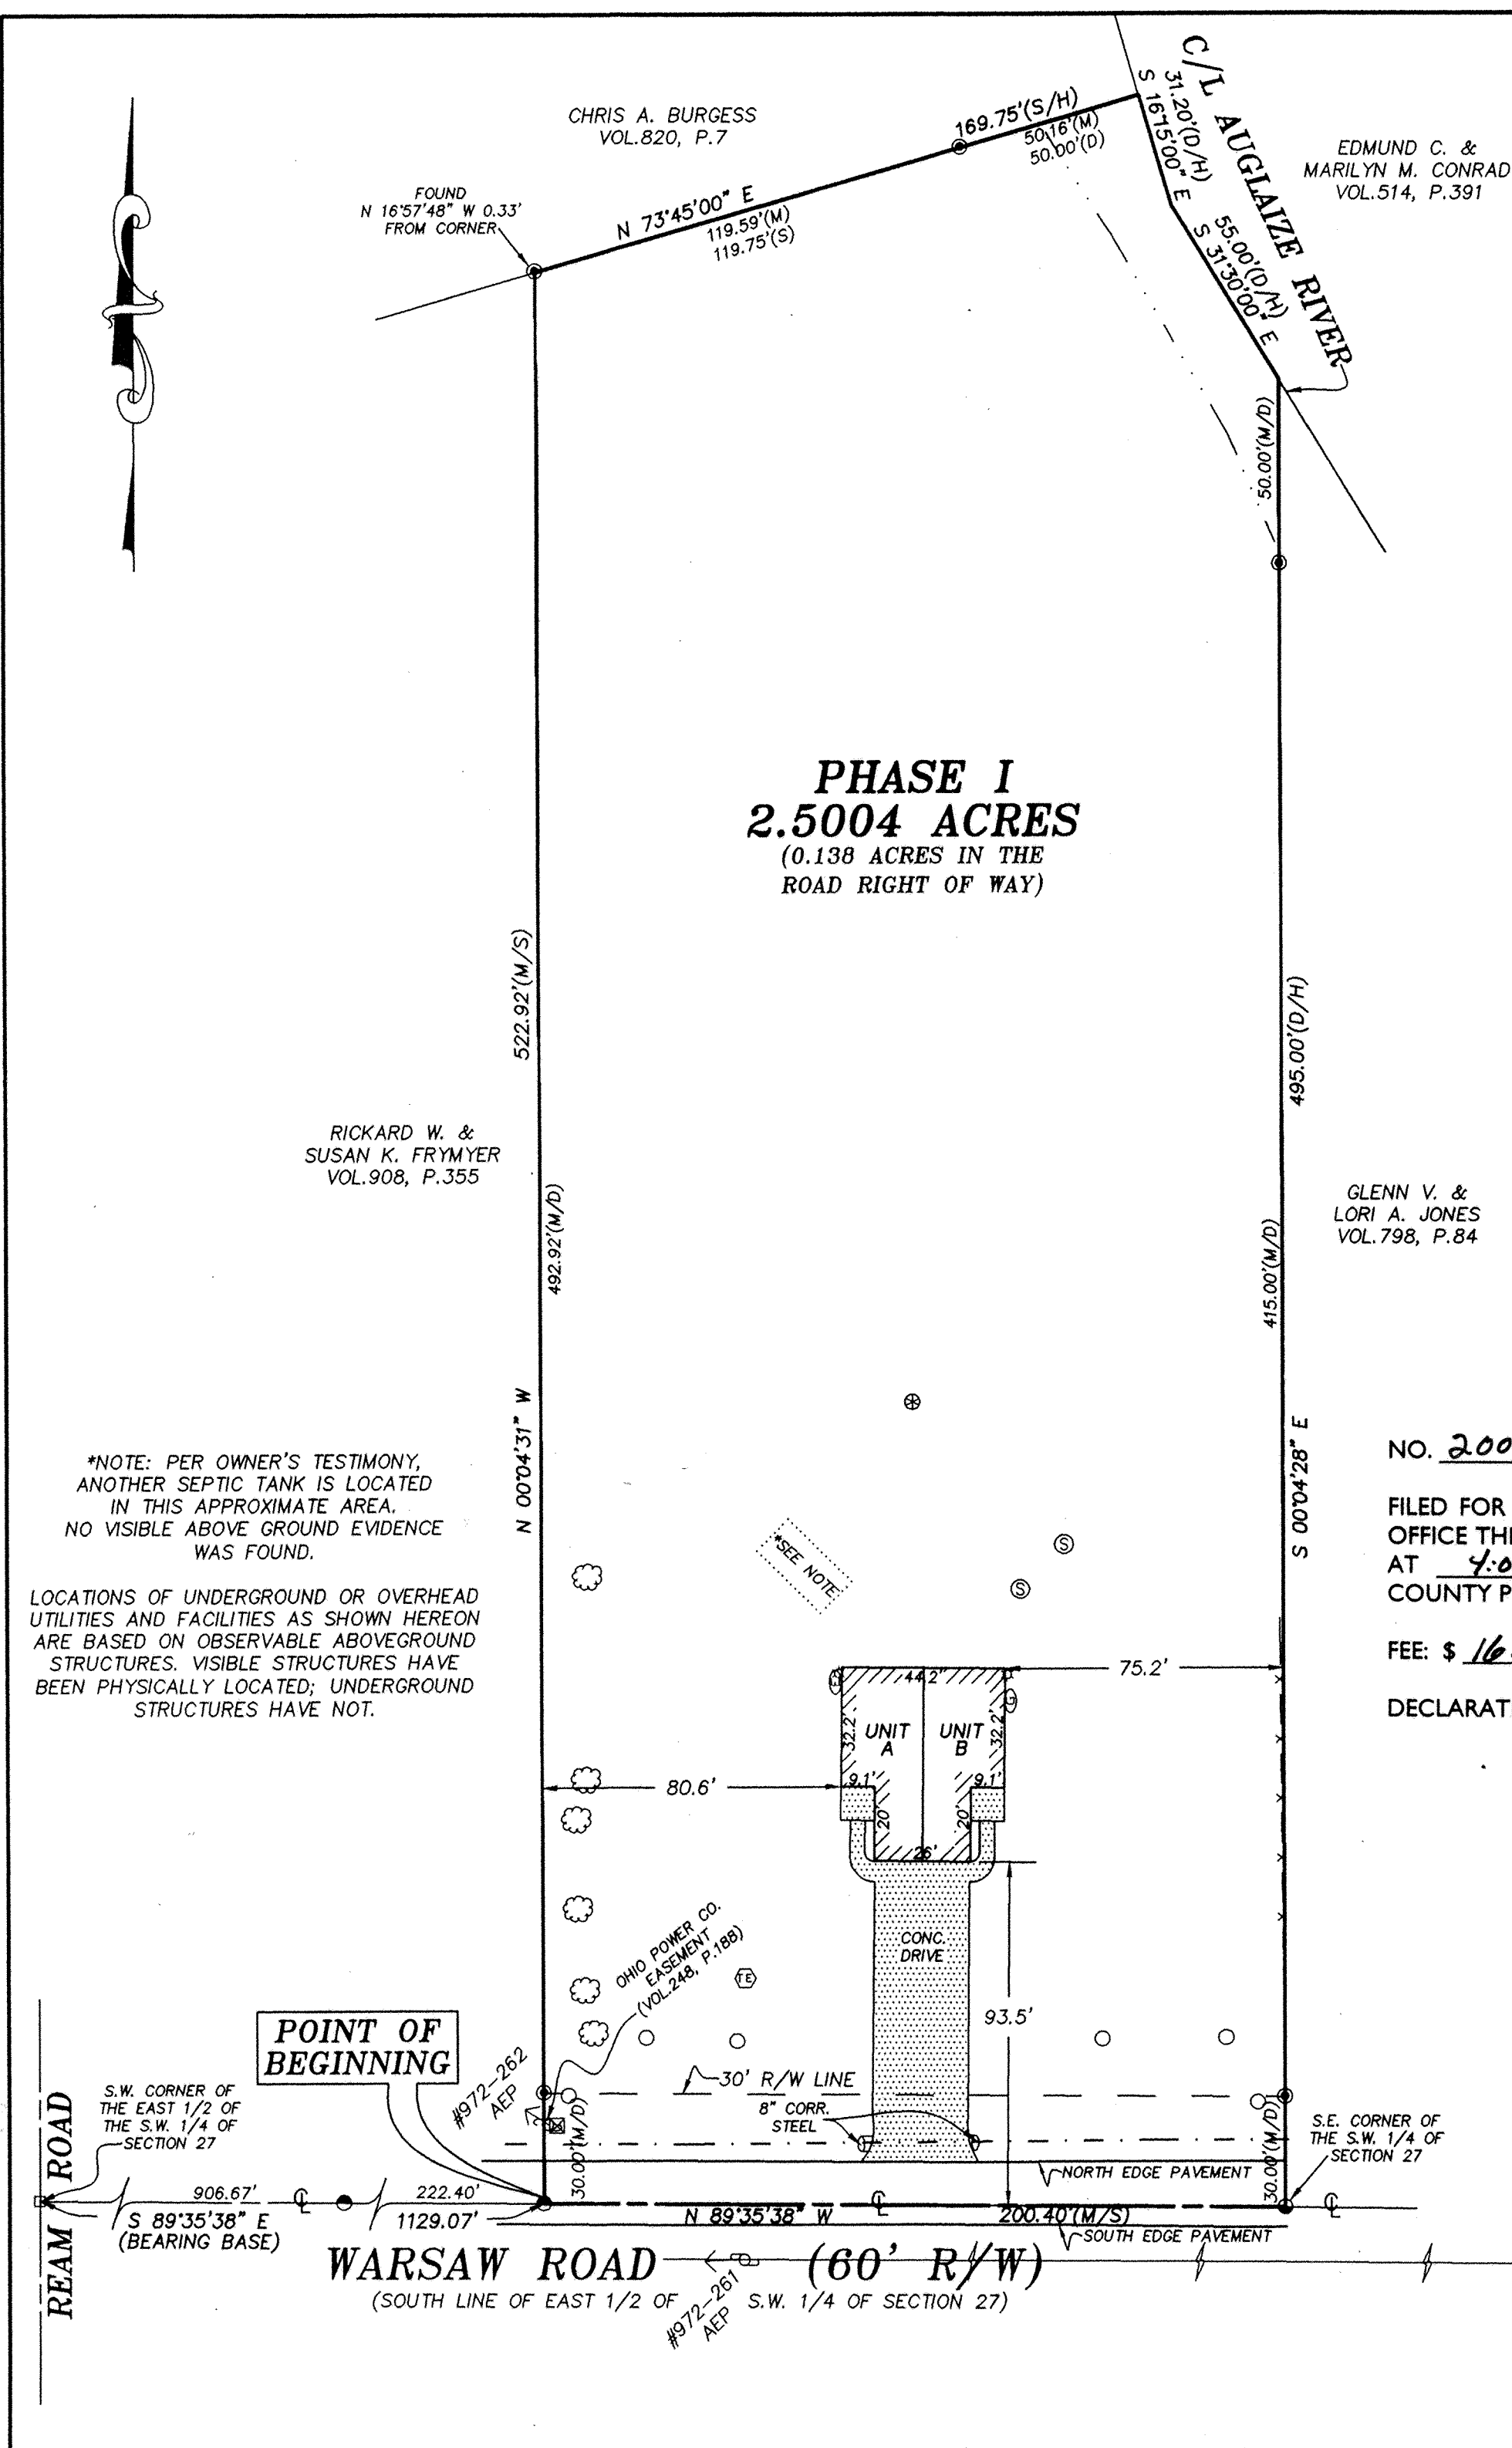 CHRIS A. BURGESS
VOL.820, P.7
C/L AUGLAIZE RIVER
EDMUND C. &
MARILYN M. CONRAD
VOL.514, P.391
FOUND
N 16°57'48" W 0.33'
FROM CORNER
169.75'(S/H)
50.16'(M)
50.00'(D)
N 73°45'00" E
119.59'(M)
119.75'(S)
31.20'(D/H)
S 16°15'00" E
55.00'(D/H)
S 31°30'00" E
50.00'(M/D)
PHASE I
2.5004 ACRES
(0.138 ACRES IN THE
ROAD RIGHT OF WAY)
522.92'(M/S)
495.00'(D/H)
RICKARD W. &
SUSAN K. FRYMYER
VOL.908, P.355
492.92'(M/D)
415.00'(M/D)
GLENN V. &
LORI A. JONES
VOL.798, P.84
N 00°04'31" W
S 00°04'28" E
*NOTE: PER OWNER'S TESTIMONY,
ANOTHER SEPTIC TANK IS LOCATED
IN THIS APPROXIMATE AREA.
NO VISIBLE ABOVE GROUND EVIDENCE
WAS FOUND.
LOCATIONS OF UNDERGROUND OR OVERHEAD
UTILITIES AND FACILITIES AS SHOWN HEREON
ARE BASED ON OBSERVABLE ABOVEGROUND
STRUCTURES. VISIBLE STRUCTURES HAVE
BEEN PHYSICALLY LOCATED; UNDERGROUND
STRUCTURES HAVE NOT.
*SEE NOTE
S
S
NO. 200
FILED FOR
OFFICE THI
AT 4:0
COUNTY P
FEE: $ 16
DECLARAT
44.2'
75.2'
E
G
32.2'
UNIT
A
UNIT
B
32.2'
80.6'
9.1'
9.1'
20'
20'
26'
CONC.
DRIVE
OHIO POWER CO.
EASEMENT
(VOL.248, P.188)
TE
93.5'
POINT OF
BEGINNING
#972-262
AEP
30' R/W LINE
8" CORR.
STEEL
30.00'(M/D)
30.00'(M/D)
S.W. CORNER OF
THE EAST 1/2 OF
THE S.W. 1/4 OF
SECTION 27
S.E. CORNER OF
THE S.W. 1/4 OF
SECTION 27
NORTH EDGE PAVEMENT
REAM ROAD
906.67'
222.40'
S 89°35'38" E
(BEARING BASE)
1129.07'
N 89°35'38" W
200.40'(M/S)
SOUTH EDGE PAVEMENT
WARSAW ROAD (60' R/W)
(SOUTH LINE OF EAST 1/2 OF S.W. 1/4 OF SECTION 27)
#972-261
AEP